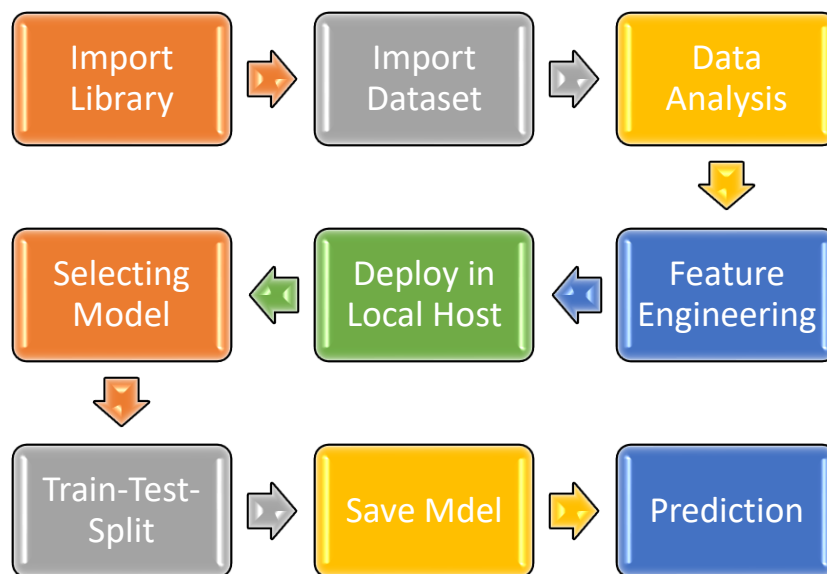 Import
Library
Import
Dataset
Data
Analysis
Feature
Engineering
Deploy in
Local Host
Selecting
Model
Train-Test-
Split
Save Mdel
Prediction